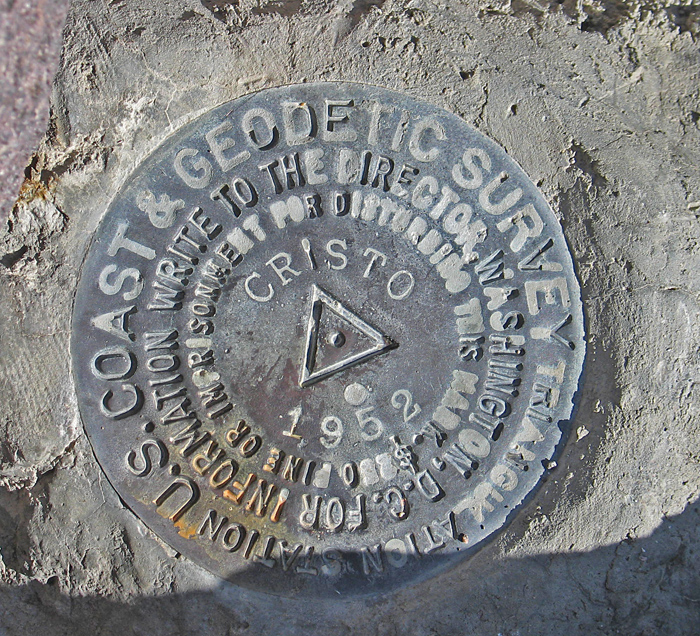 U.S. COAST & GEODETIC SURVEY TRIANGULATION STATION
FOR INFORMATION WRITE TO THE DIRECTOR, WASHINGTON, D.C.
$250 FINE OR IMPRISONMENT FOR DISTURBING THIS MARK.
CRISTO
1952